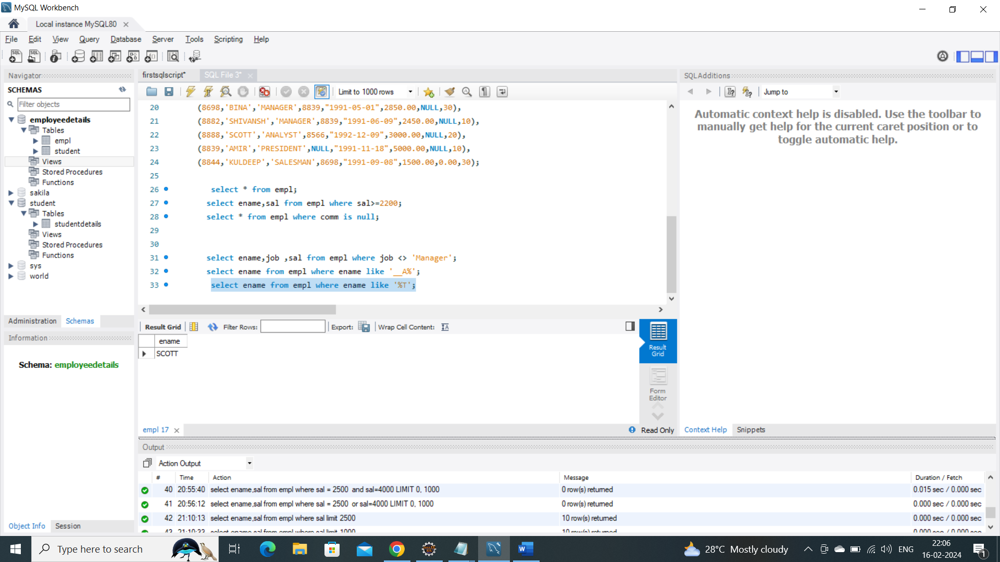 MySQL Workbench
Local instance MySQL80
File Edit View Query Database Server Tools Scripting Help
Navigator
SCHEMAS
Filter objects
employeedetails
Tables
empl
student
Views
Stored Procedures
Functions
sakila
student
Tables
studentdetails
Views
Stored Procedures
Functions
sys
world
Administration Schemas
Information
Schema: employeedetails
Object Info Session
firstsqlscript* SQL File 3*
Limit to 1000 rows
20 (8698,'BINA','MANAGER',8839,"1991-05-01",2850.00,NULL,30),
21 (8882,'SHIVANSH','MANAGER',8839,"1991-06-09",2450.00,NULL,10),
22 (8888,'SCOTT','ANALYST',8566,"1992-12-09",3000.00,NULL,20),
23 (8839,'AMIR','PRESIDENT',NULL,"1991-11-18",5000.00,NULL,10),
24 (8844,'KULDEEP','SALESMAN',8698,"1991-09-08",1500.00,0.00,30);
25
26 select * from empl;
27 select ename,sal from empl where sal>=2200;
28 select * from empl where comm is null;
29
30
31 select ename,job ,sal from empl where job <> 'Manager';
32 select ename from empl where ename like '__A%';
33 select ename from empl where ename like '%T';
Result Grid Filter Rows: Export: Wrap Cell Content:
ename
SCOTT
Result Grid
Form Editor
empl 17
Read Only
SQLAdditions
Jump to
Automatic context help is disabled. Use the toolbar to
manually get help for the current caret position or to
toggle automatic help.
Context Help Snippets
Output
Action Output
# Time Action Message Duration / Fetch
40 20:55:40 select ename,sal from empl where sal = 2500 and sal=4000 LIMIT 0, 1000 0 row(s) returned 0.015 sec / 0.000 sec
41 20:56:12 select ename,sal from empl where sal = 2500 or sal=4000 LIMIT 0, 1000 0 row(s) returned 0.000 sec / 0.000 sec
42 21:10:13 select ename,sal from empl where sal limit 2500 10 row(s) returned 0.000 sec / 0.000 sec
43 21:10:33 select ename,sal from empl where sal limit 1000 10 row(s) returned 0.000 sec / 0.000 sec
Type here to search
28°C Mostly cloudy
ENG
22:06
16-02-2024
1